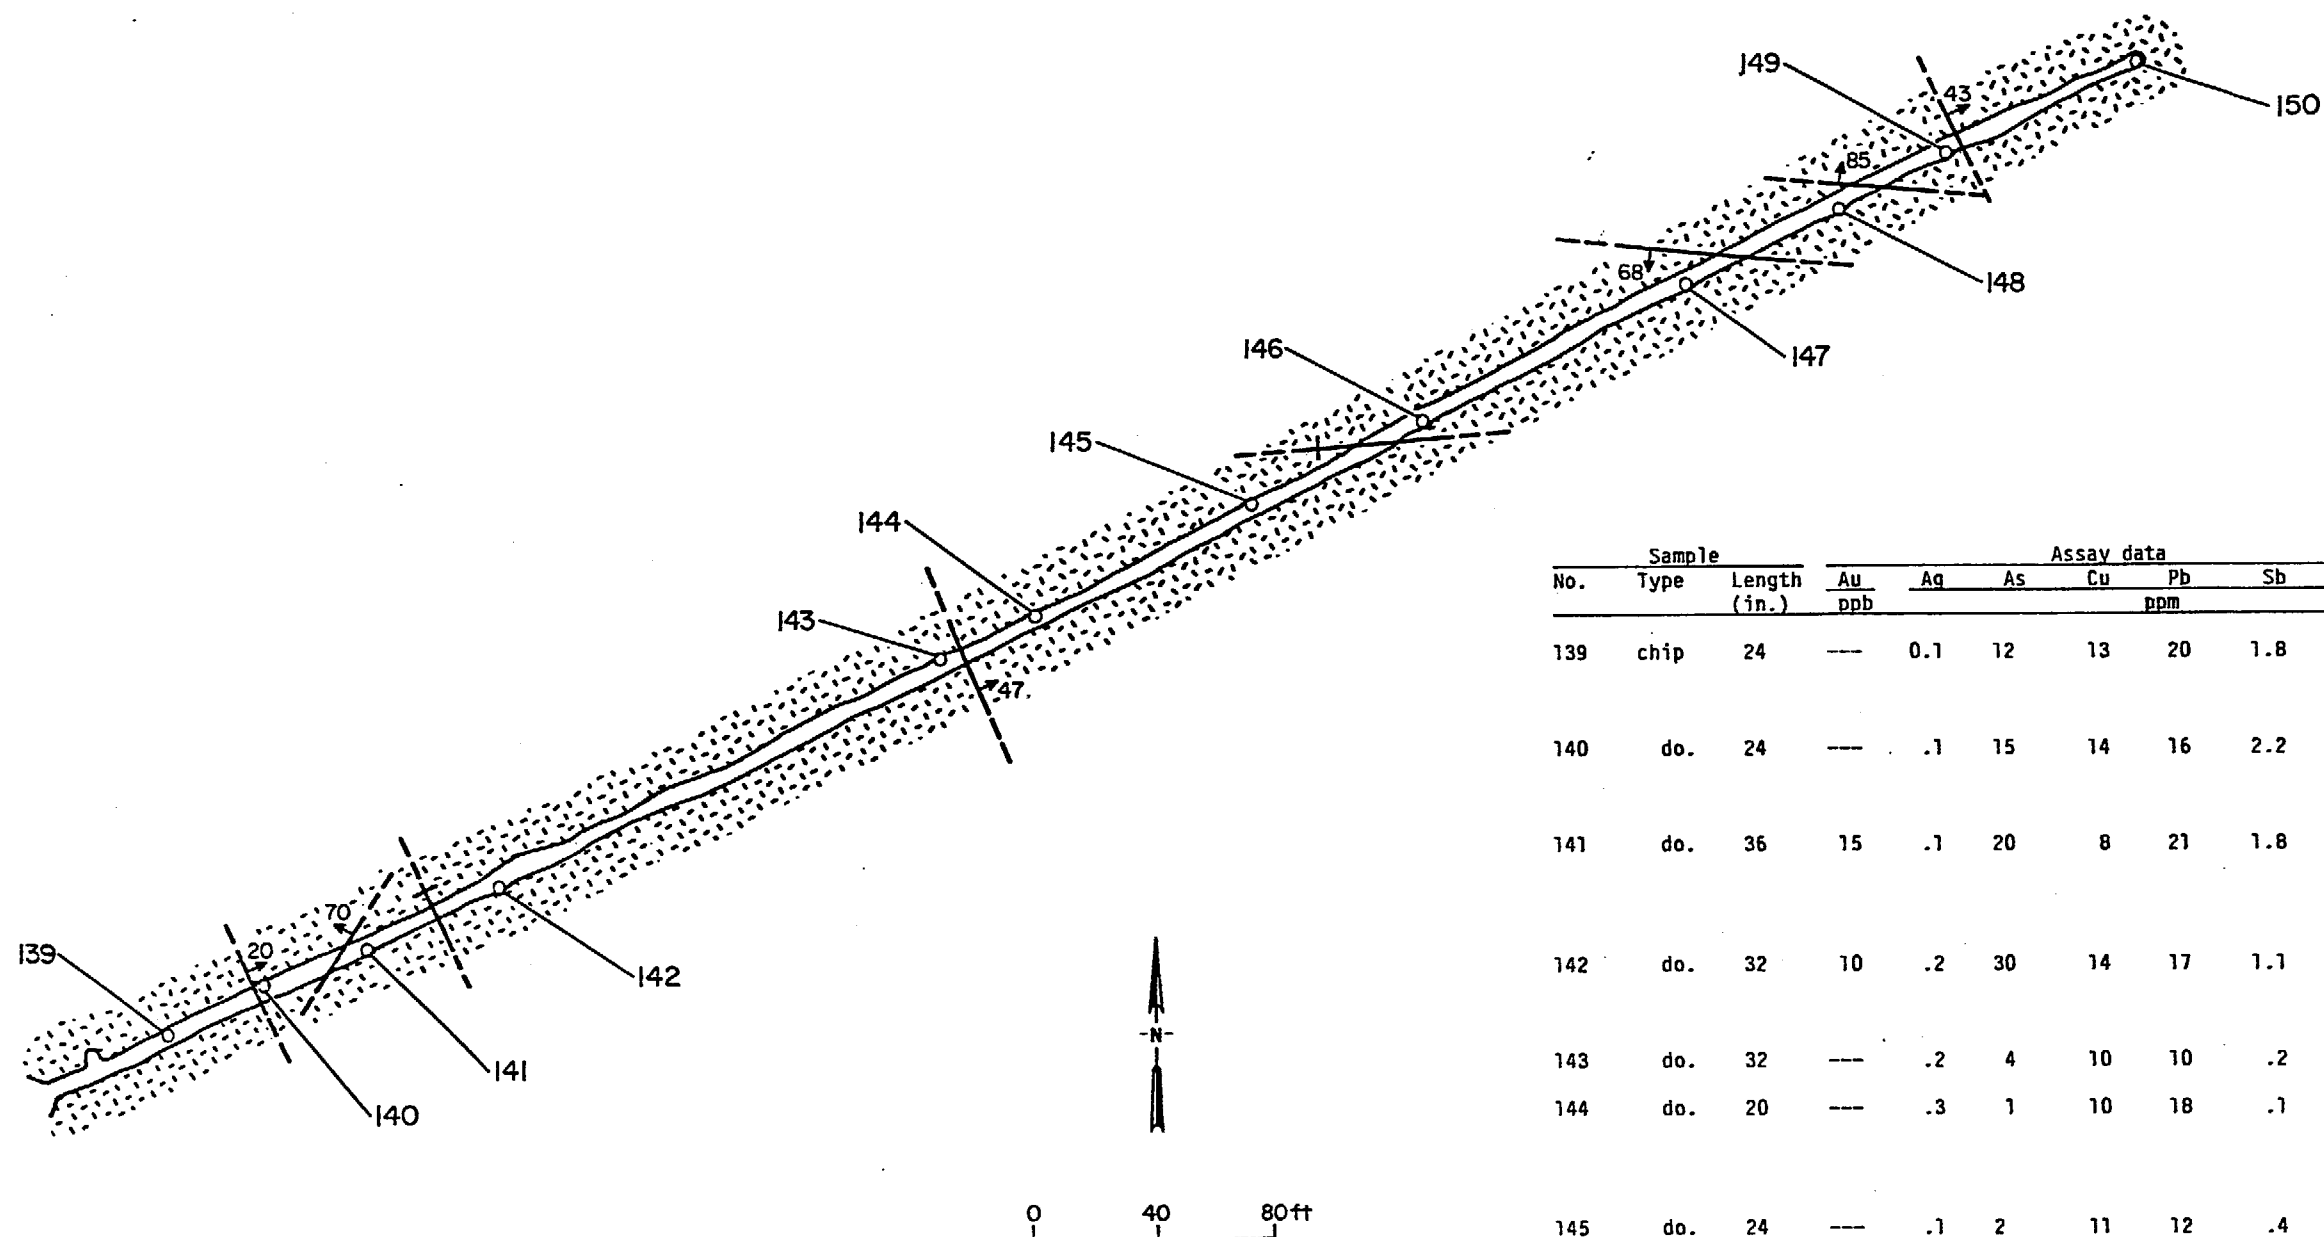 149
43
150
85
148
68
147
146
145
144
143
47
142
70
20
139
141
140
-N-
0 40 80 ft
Sample Assay data
No. Type Length Au Ag As Cu Pb Sb
(in.) ppb ppm
139 chip 24 --- 0.1 12 13 20 1.8
140 do. 24 --- .1 15 14 16 2.2
141 do. 36 15 .1 20 8 21 1.8
142 do. 32 10 .2 30 14 17 1.1
143 do. 32 --- .2 4 10 10 .2
144 do. 20 --- .3 1 10 18 .1
145 do. 24 --- .1 2 11 12 .4